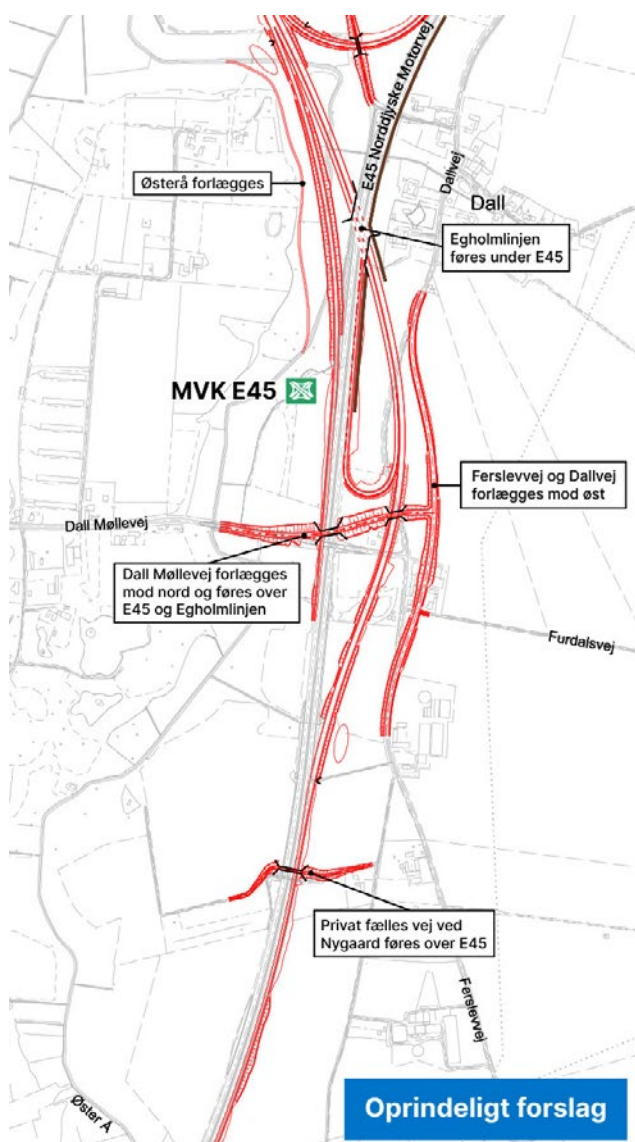 E45 Norddjyske Motorvej
Østerå forlægges
Dallvej
Dall
Egholmlinjen
føres under E45
MVK E45
Ferslevvej og Dallvej
forlægges mod øst
Dall Møllevej
Dall Møllevej forlægges
mod nord og føres over
E45 og Egholmlinjen
Furdalsvej
Privat fælles vej ved
Nygaard føres over E45
Ferslevvej
Øster Å
Oprindeligt forslag